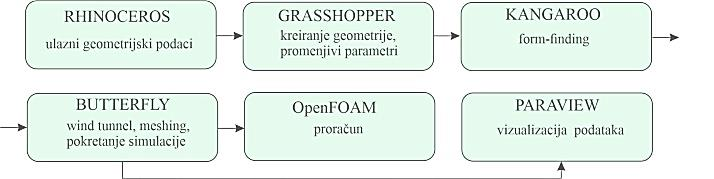 RHINOCEROS
ulazni geometrijski podaci
GRASSHOPPER
kreiranje geometrije,
promenjivi parametri
KANGAROO
form-finding
BUTTERFLY
wind tunnel, meshing,
pokretanje simulacije
OpenFOAM
proračun
PARAVIEW
vizualizacija podataka